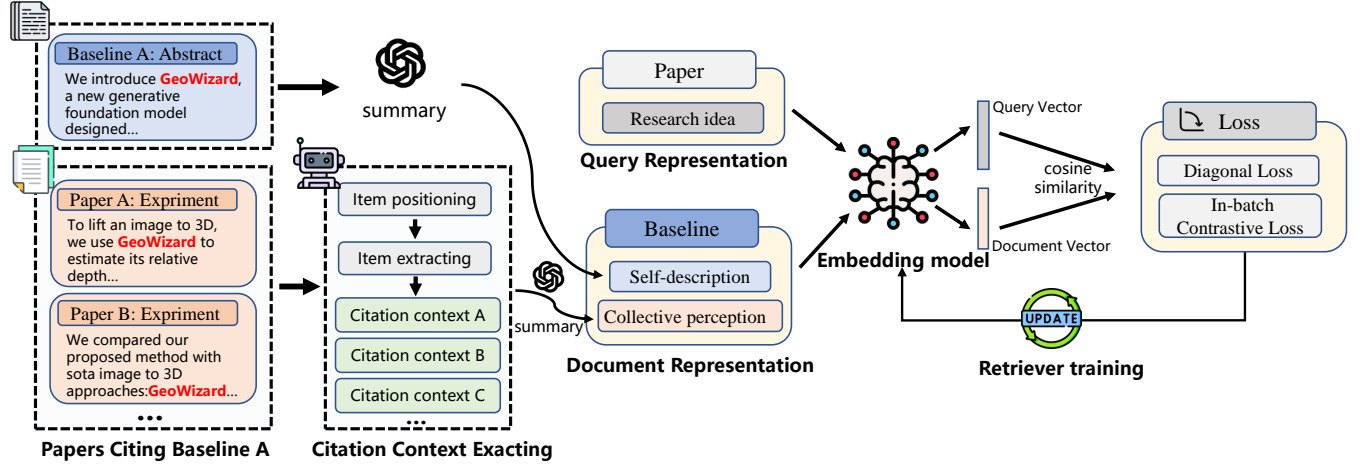 Baseline A: Abstract
We introduce GeoWizard,
a new generative
foundation model
designed...
Paper A: Expriment
To lift an image to 3D,
we use GeoWizard to
estimate its relative
depth...
Paper B: Expriment
We compared our
proposed method with
sota image to 3D
approaches:GeoWizard...
...
Papers Citing Baseline A
summary
Item positioning
Item extracting
Citation context A
Citation context B
Citation context C
...
Citation Context Exacting
summary
Paper
Research idea
Query Representation
Baseline
Self-description
Collective perception
Document Representation
Embedding model
Query Vector
cosine
similarity
Document Vector
Loss
Diagonal Loss
In-batch
Contrastive Loss
UPDATE
Retriever training